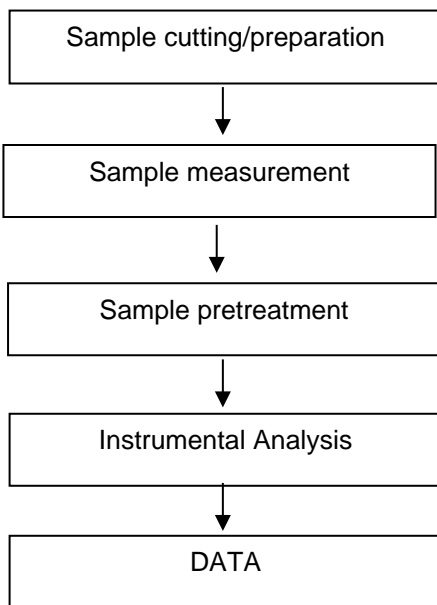 Sample cutting/preparation
Sample measurement
Sample pretreatment
Instrumental Analysis
DATA